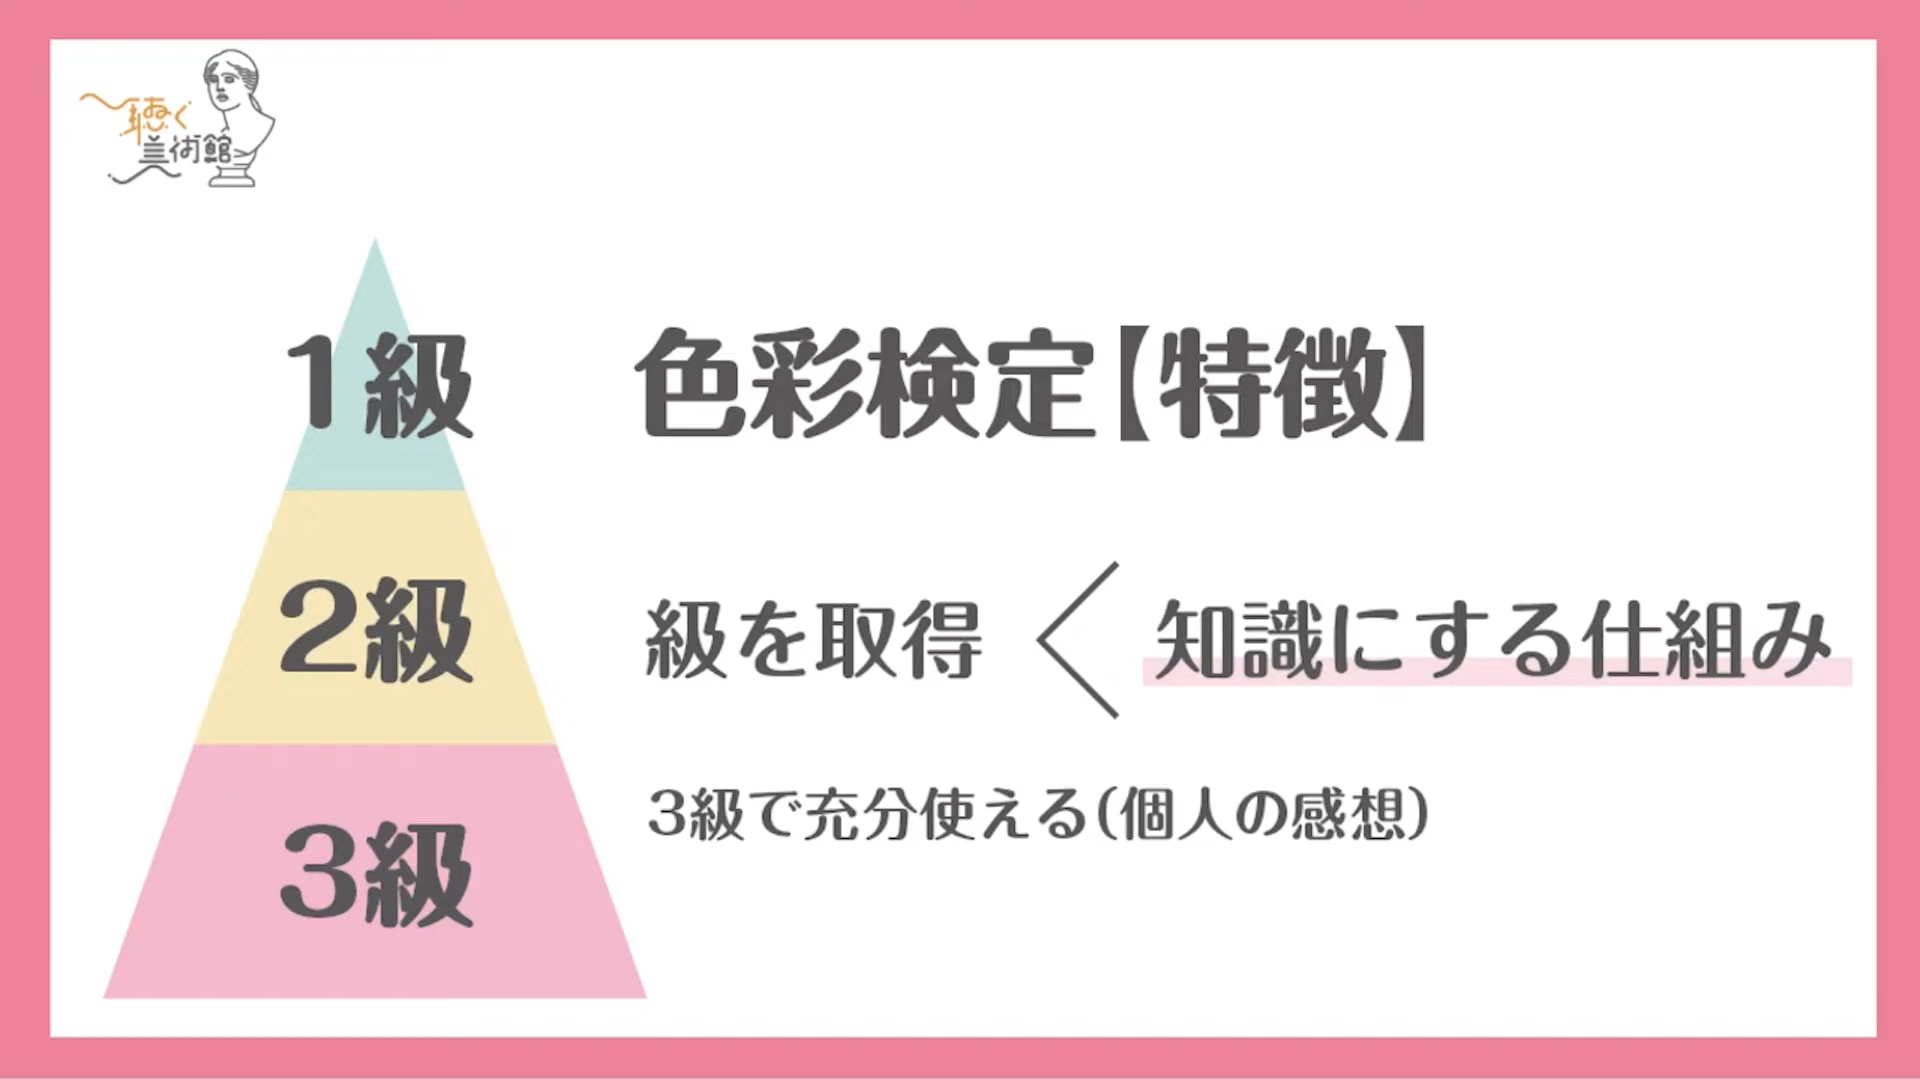 聴く
美術館
1級
色彩検定【特徴】
2級
級を取得 < 知識にする仕組み
3級で充分使える(個人の感想)
3級